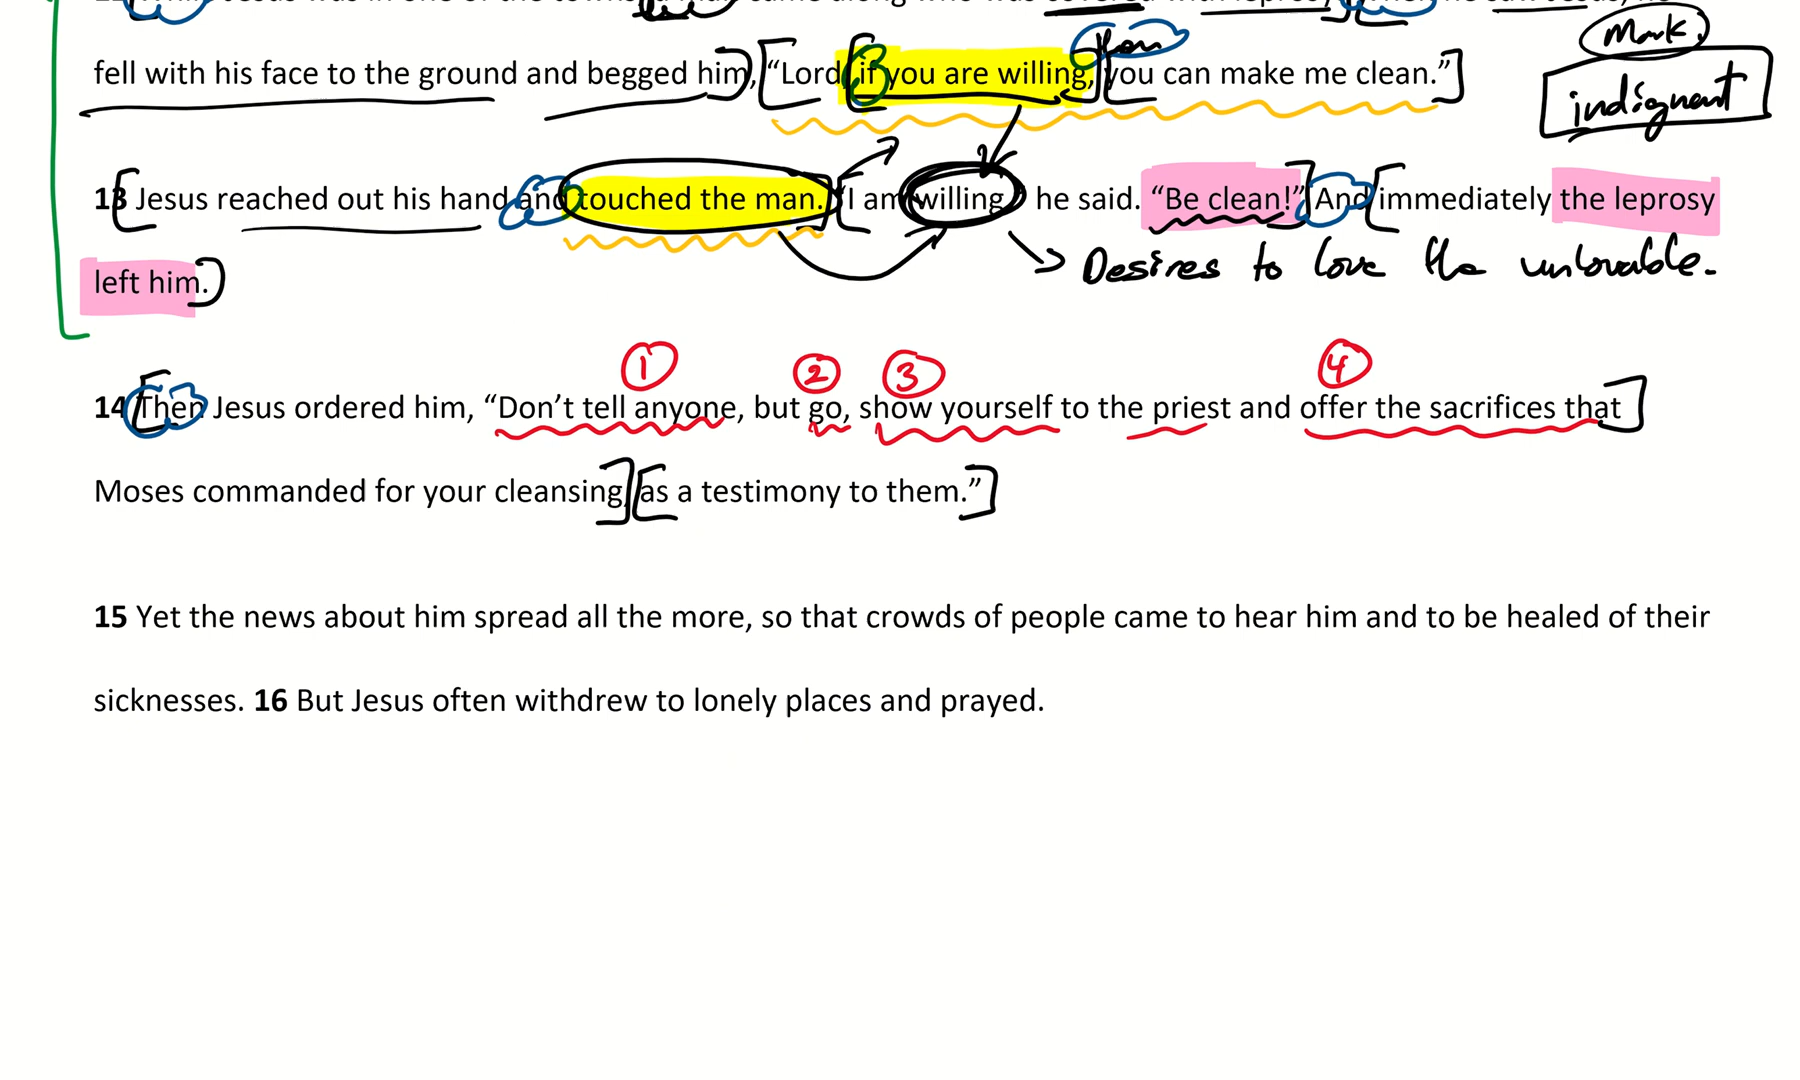 fell with his face to the ground and begged him, “Lord, if you are willing, you can make me clean.”
then
Mark
indignant
13 Jesus reached out his hand and touched the man. “I am willing,” he said. “Be clean!” And immediately the leprosy
left him.
Desires to love the unlovable.
1 2 3 4
14 Then Jesus ordered him, “Don’t tell anyone, but go, show yourself to the priest and offer the sacrifices that
Moses commanded for your cleansing, as a testimony to them.”
15 Yet the news about him spread all the more, so that crowds of people came to hear him and to be healed of their
sicknesses. 16 But Jesus often withdrew to lonely places and prayed.